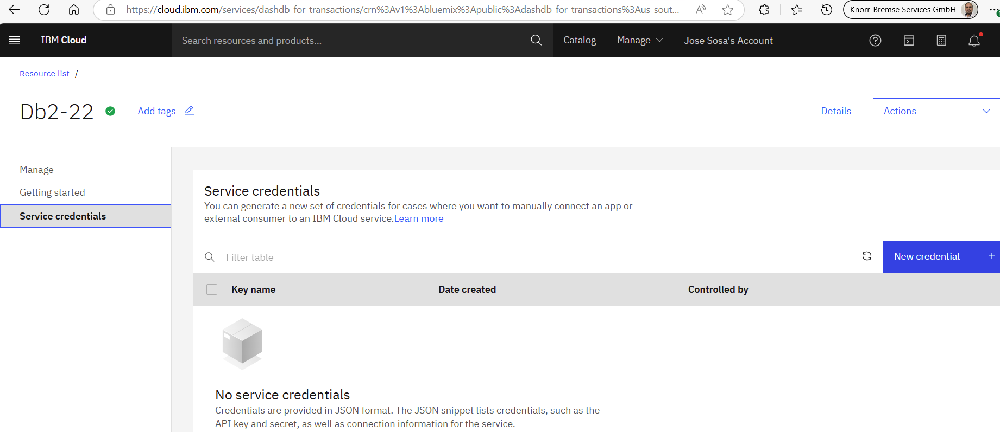 https://cloud.ibm.com/services/dashdb-for-transactions/crn%3Av1%3Abluemix%3Apublic%3Adashdb-for-transactions%3Aus-sout...
Knorr-Bremse Services GmbH
IBM Cloud
Search resources and products...
Catalog
Manage
Jose Sosa's Account
Resource list /
Db2-22
Add tags
Details
Actions
Manage
Getting started
Service credentials
Service credentials
You can generate a new set of credentials for cases where you want to manually connect an app or
external consumer to an IBM Cloud service.Learn more
Filter table
New credential +
Key name
Date created
Controlled by
No service credentials
Credentials are provided in JSON format. The JSON snippet lists credentials, such as the
API key and secret, as well as connection information for the service.